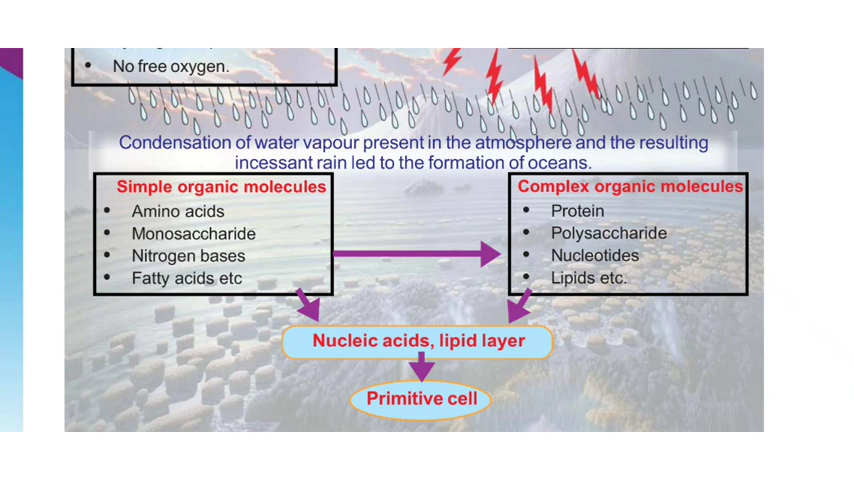 • No free oxygen.
Condensation of water vapour present in the atmosphere and the resulting
incessant rain led to the formation of oceans.
Simple organic molecules
• Amino acids
• Monosaccharide
• Nitrogen bases
• Fatty acids etc
Complex organic molecules
• Protein
• Polysaccharide
• Nucleotides
• Lipids etc.
Nucleic acids, lipid layer
Primitive cell